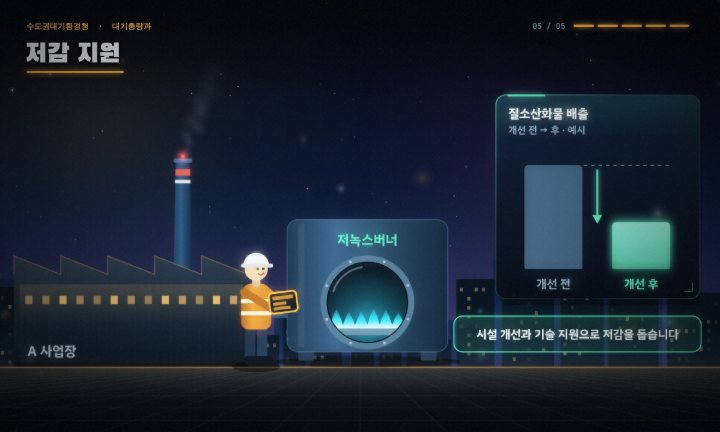 수도권대기환경청 · 대기총량과
05 / 05
저감 지원
질소산화물 배출
개선 전 → 후 · 예시
저녹스버너
개선 전
개선 후
시설 개선과 기술 지원으로 저감을 돕습니다
A 사업장